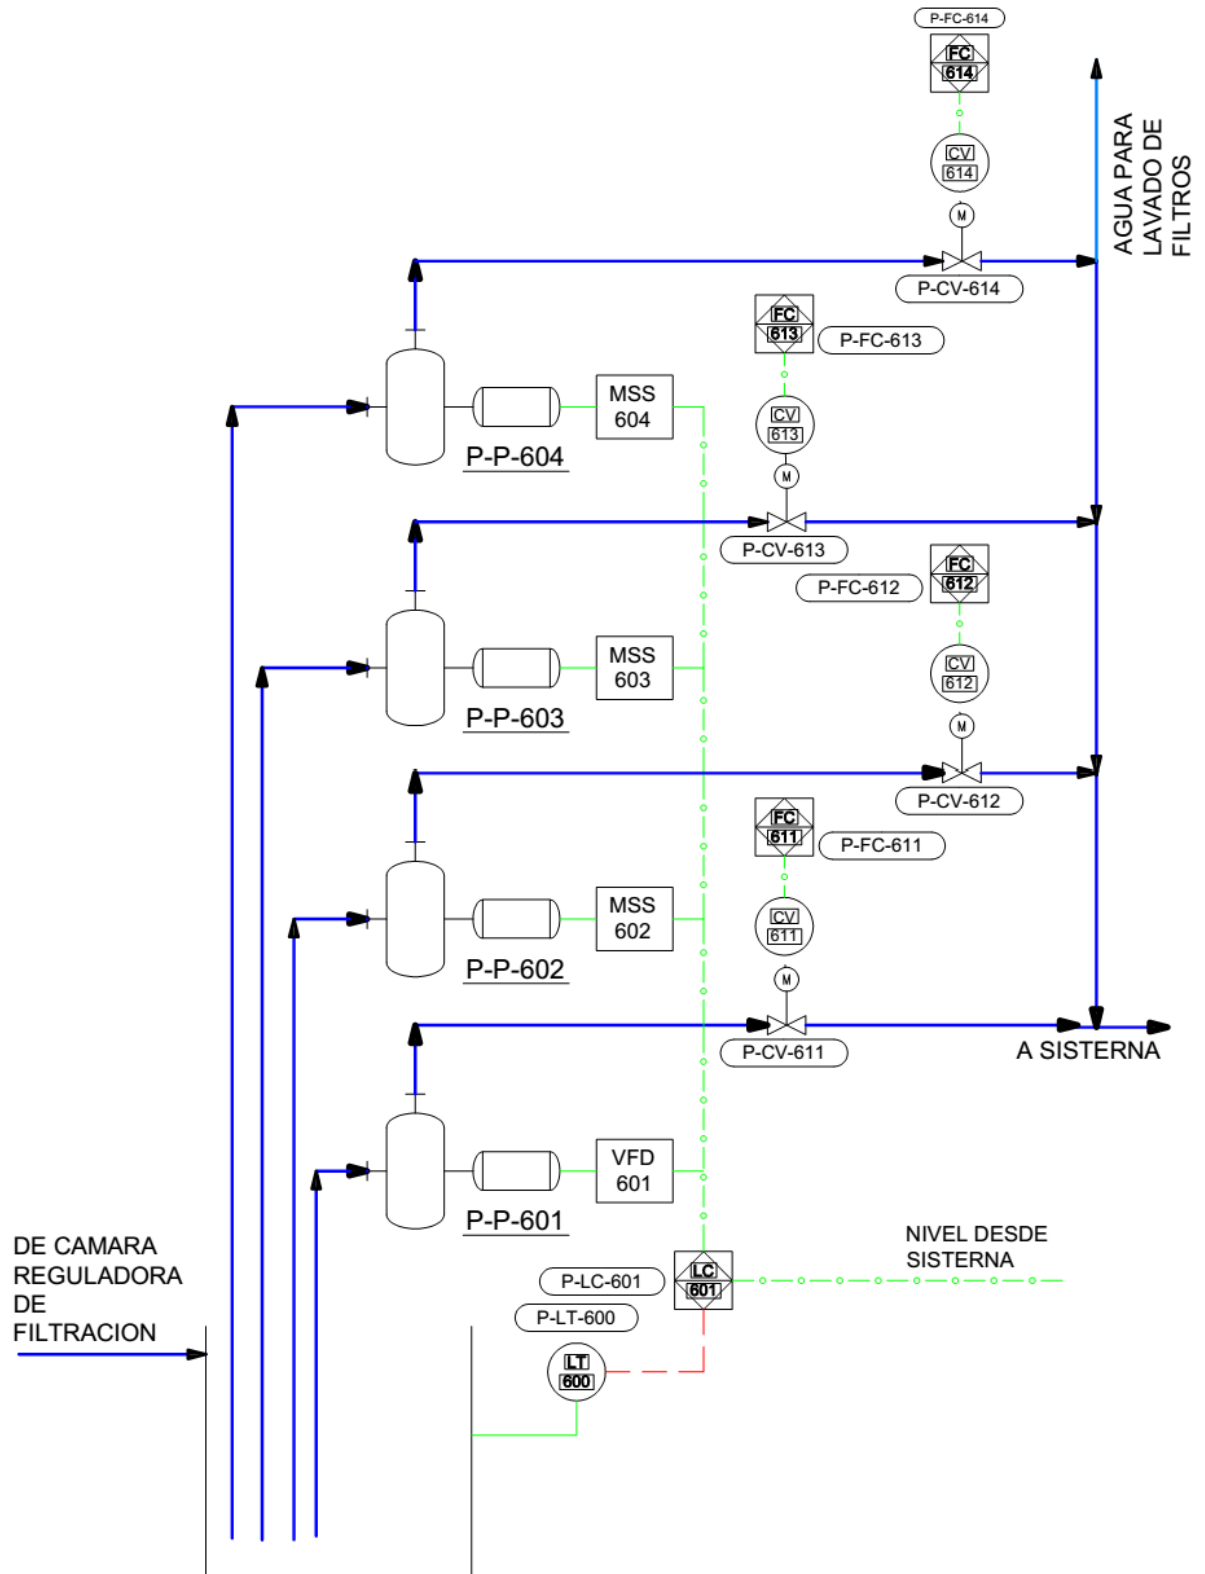 P-FC-614
FC
614
CV
614
M
P-CV-614
AGUA PARA
LAVADO DE
FILTROS
FC
613
P-FC-613
CV
613
M
P-CV-613
MSS
604
P-P-604
FC
612
P-FC-612
CV
612
M
P-CV-612
MSS
603
P-P-603
FC
611
P-FC-611
CV
611
M
P-CV-611
MSS
602
P-P-602
A SISTERNA
VFD
601
P-P-601
NIVEL DESDE
SISTERNA
LC
601
P-LC-601
P-LT-600
LT
600
DE CAMARA
REGULADORA
DE
FILTRACION